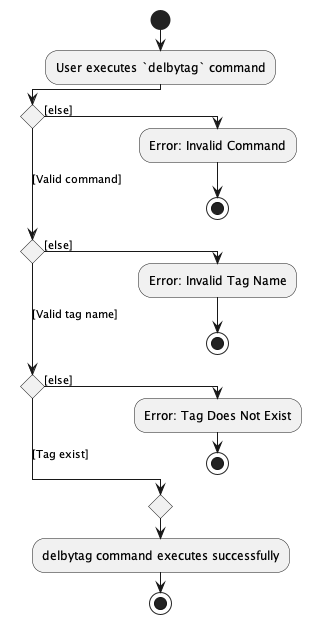 User executes `delbytag` command
[else]
Error: Invalid Command
[Valid command]
[else]
Error: Invalid Tag Name
[Valid tag name]
[else]
Error: Tag Does Not Exist
[Tag exist]
delbytag command executes successfully